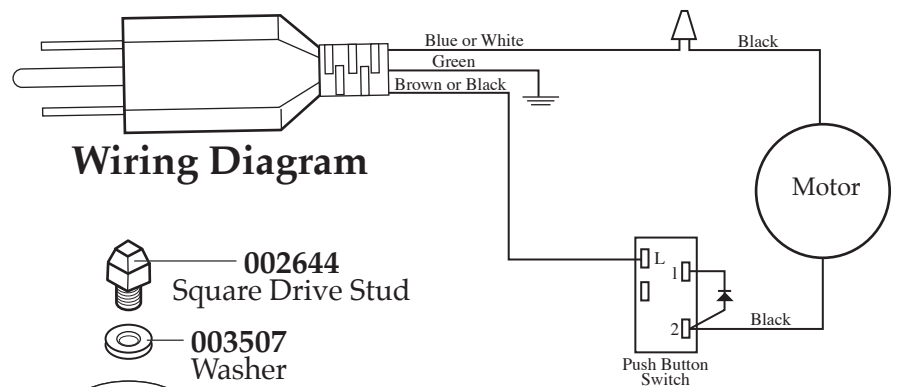 Blue or White
Black
Green
Brown or Black
Wiring Diagram
Motor
002644
Square Drive Stud
L
1
2
Black
003507
Washer
Push Button
Switch